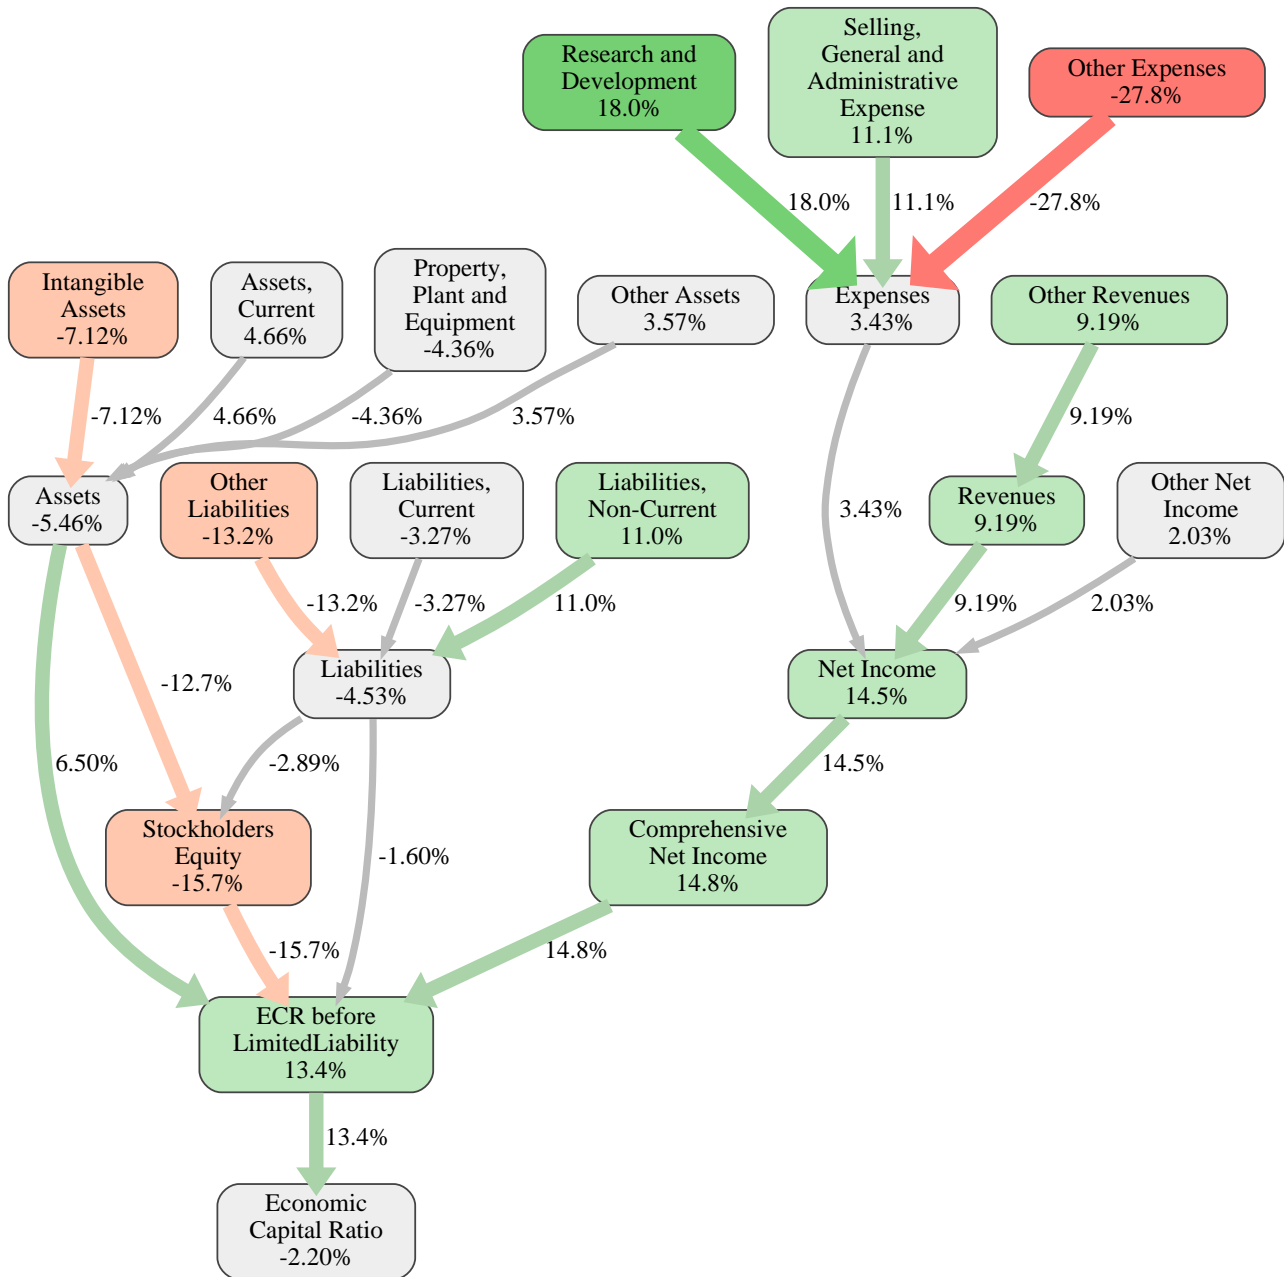 Research and
Development
18.0%
Selling,
General and
Administrative
Expense
11.1%
Other Expenses
-27.8%
18.0%
11.1%
-27.8%
Intangible
Assets
-7.12%
Assets,
Current
4.66%
Property,
Plant and
Equipment
-4.36%
Other Assets
3.57%
Expenses
3.43%
Other Revenues
9.19%
-7.12%
4.66%
-4.36%
3.57%
9.19%
Assets
-5.46%
Other
Liabilities
-13.2%
Liabilities,
Current
-3.27%
Liabilities,
Non-Current
11.0%
3.43%
Revenues
9.19%
Other Net
Income
2.03%
-13.2%
-3.27%
11.0%
9.19%
2.03%
-12.7%
Liabilities
-4.53%
Net Income
14.5%
6.50%
-2.89%
14.5%
Stockholders
Equity
-15.7%
-1.60%
Comprehensive
Net Income
14.8%
-15.7%
14.8%
ECR before
LimitedLiability
13.4%
13.4%
Economic
Capital Ratio
-2.20%